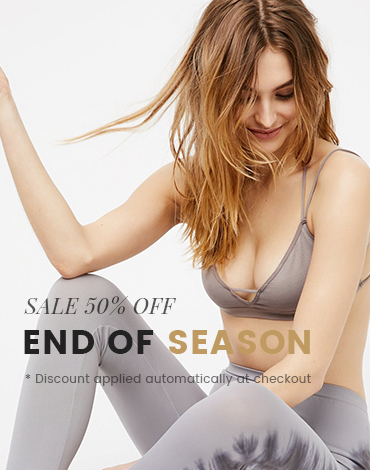 SALE 50% OFF
END OF SEASON
* Discount applied automatically at checkout